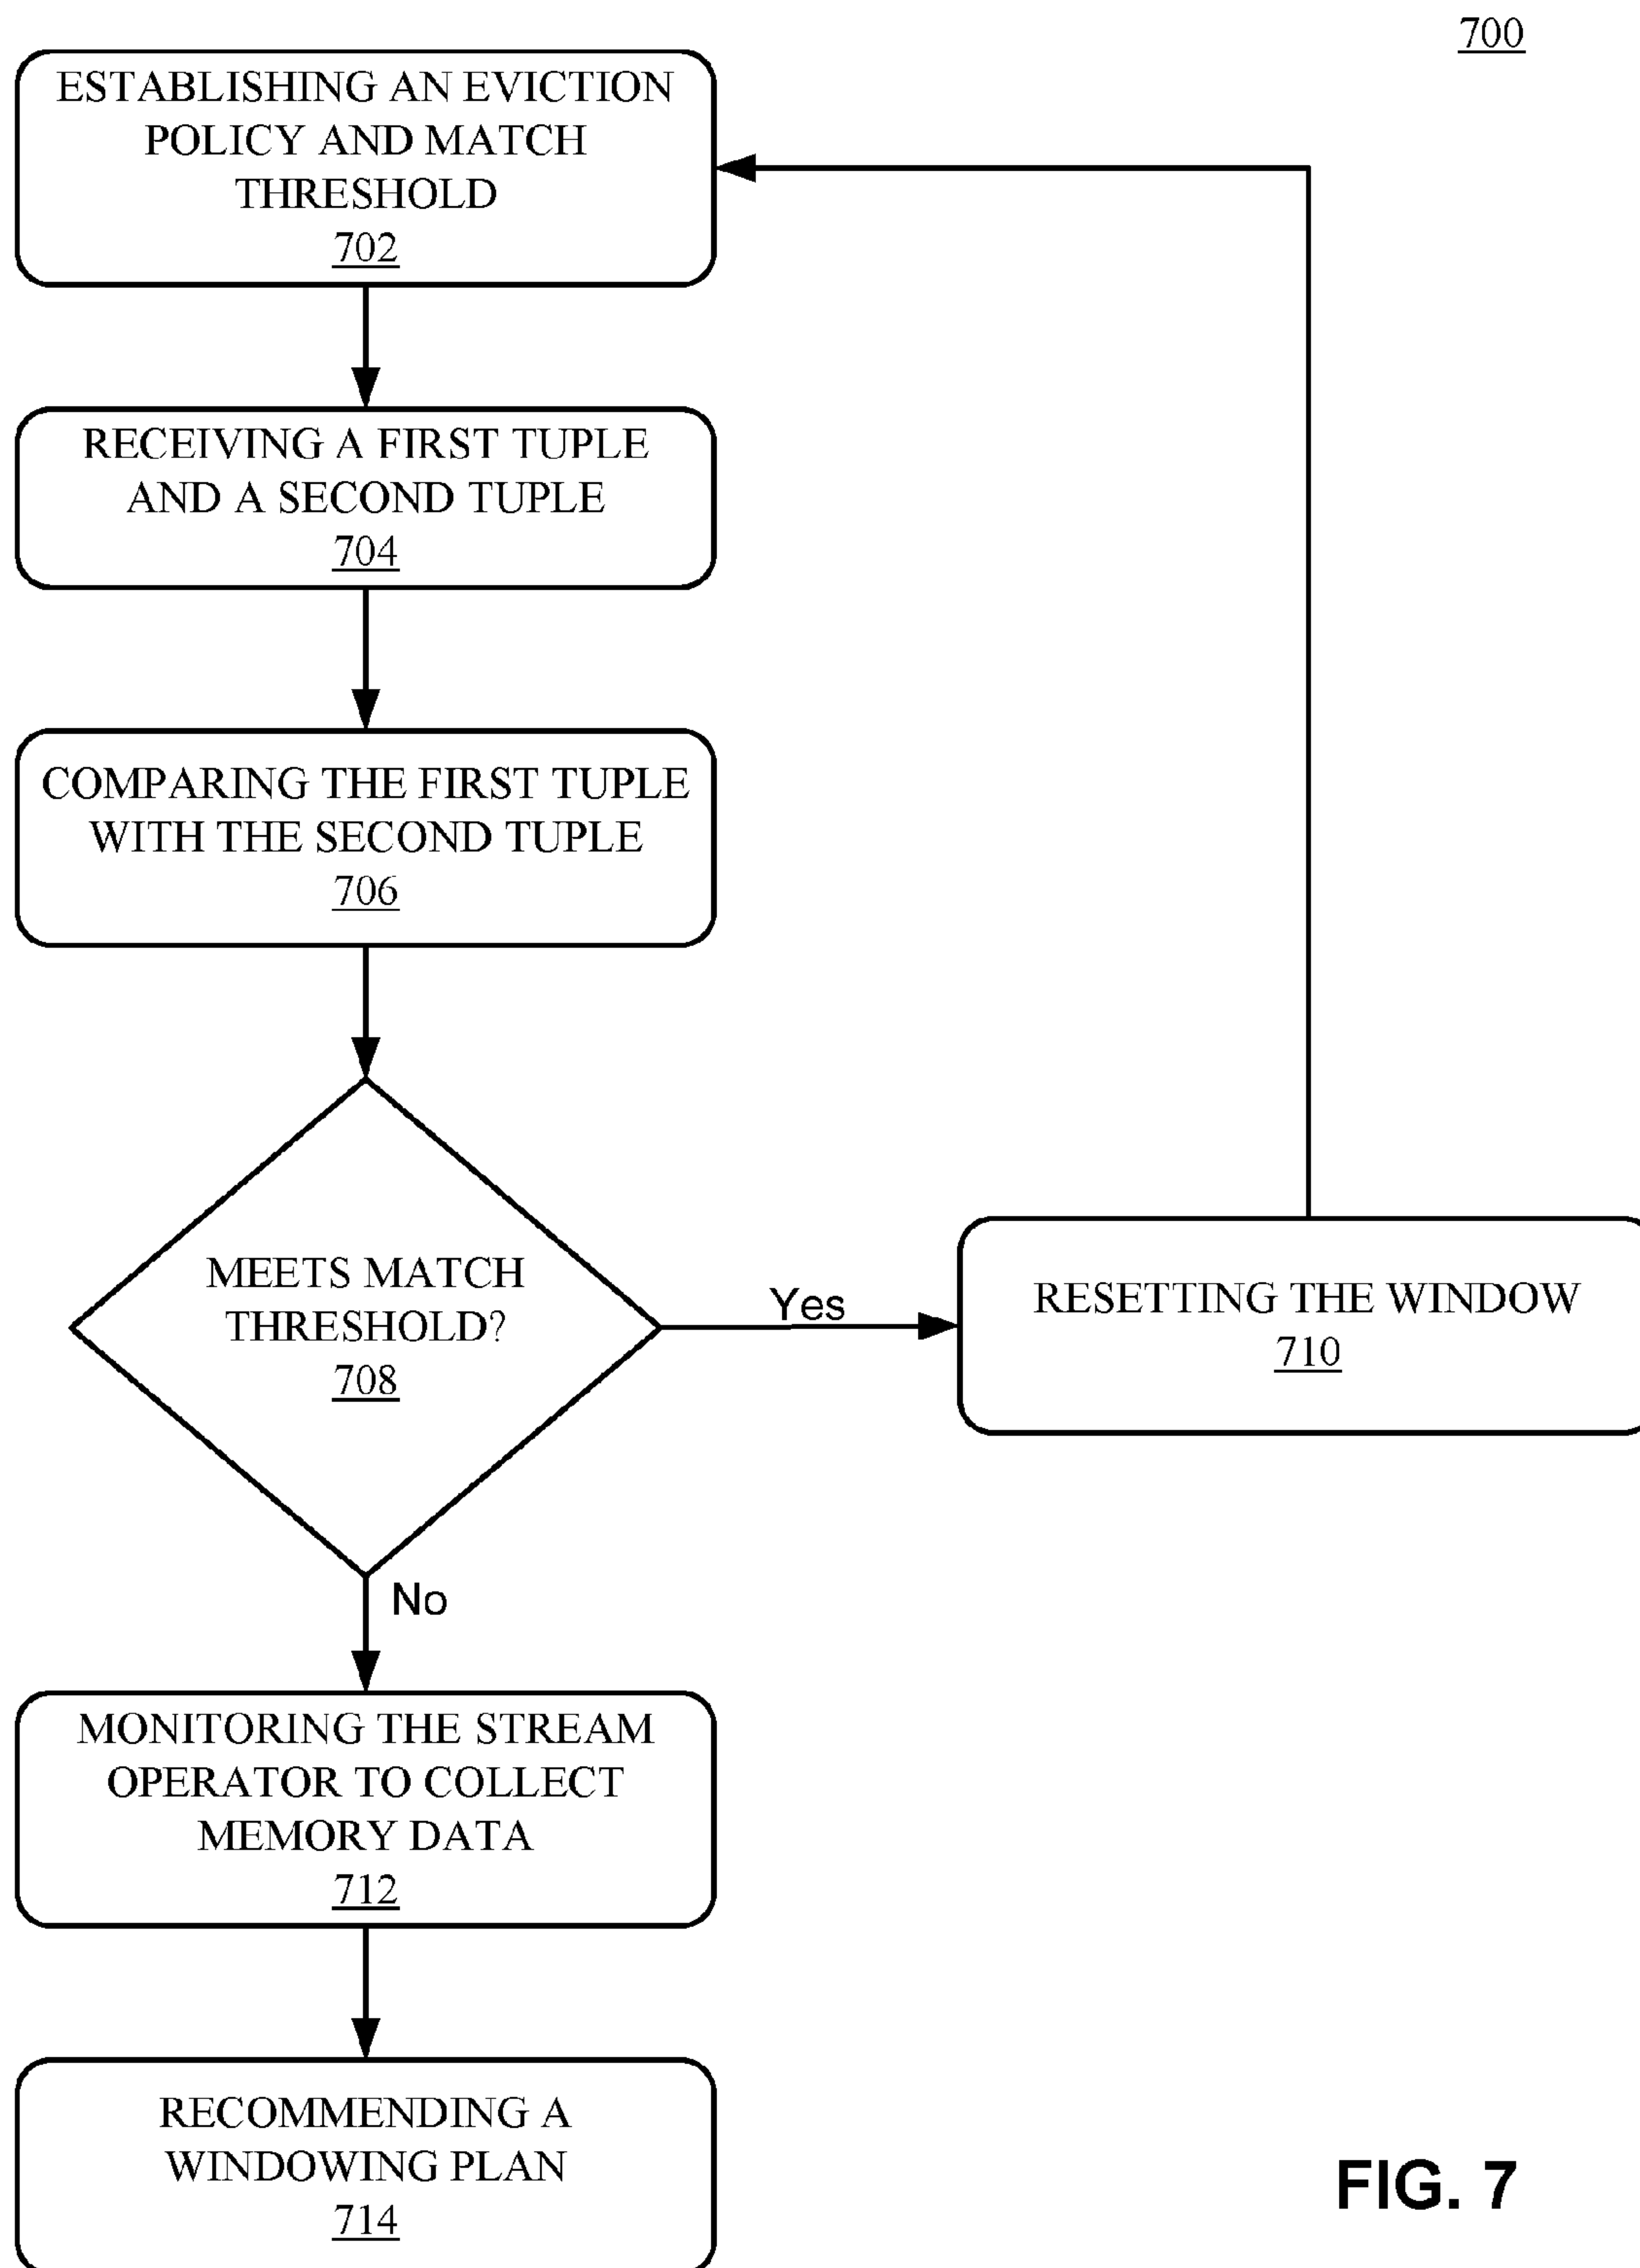 700
ESTABLISHING AN EVICTION
POLICY AND MATCH
THRESHOLD
702
RECEIVING A FIRST TUPLE
AND A SECOND TUPLE
704
COMPARING THE FIRST TUPLE
WITH THE SECOND TUPLE
706
MEETS MATCH
THRESHOLD?
708
Yes
RESETTING THE WINDOW
710
No
MONITORING THE STREAM
OPERATOR TO COLLECT
MEMORY DATA
712
RECOMMENDING A
WINDOWING PLAN
714
FIG. 7